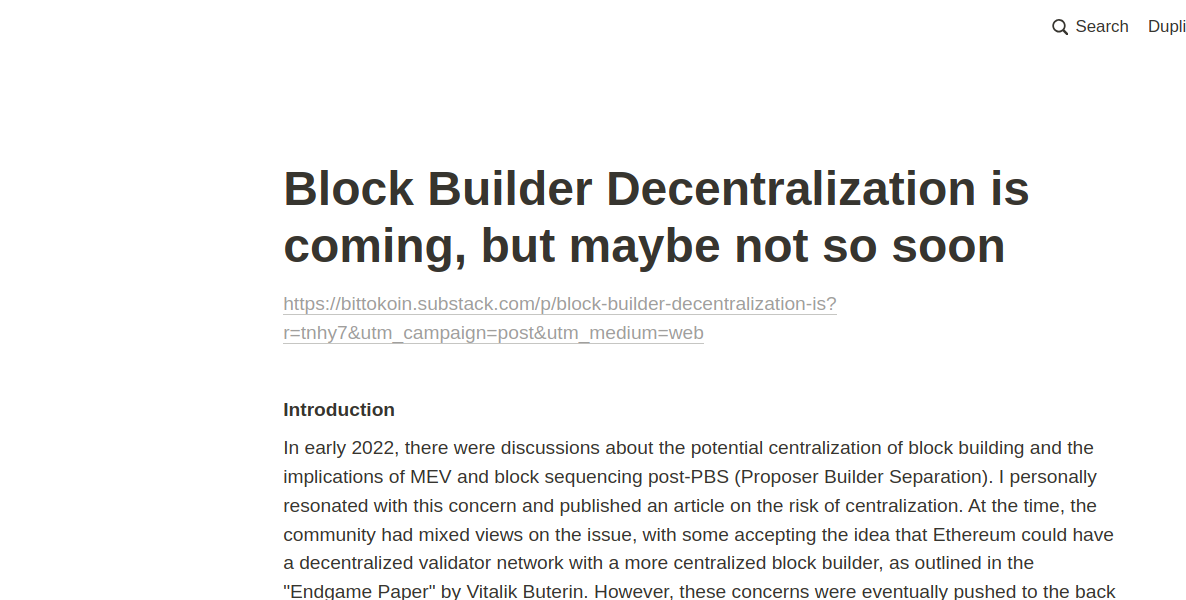 Search Dupli
Block Builder Decentralization is
coming, but maybe not so soon
https://bittokoin.substack.com/p/block-builder-decentralization-is?
r=tnhy7&utm_campaign=post&utm_medium=web
Introduction
In early 2022, there were discussions about the potential centralization of block building and the
implications of MEV and block sequencing post-PBS (Proposer Builder Separation). I personally
resonated with this concern and published an article on the risk of centralization. At the time, the
community had mixed views on the issue, with some accepting the idea that Ethereum could have
a decentralized validator network with a more centralized block builder, as outlined in the
"Endgame Paper" by Vitalik Buterin. However, these concerns were eventually pushed to the back